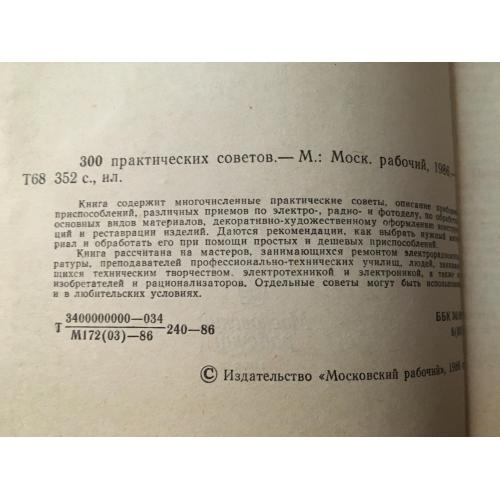 300 практических советов.— М.: Моск. рабочий, 1986.—
Т68 352 с., ил.
Книга содержит многочисленные практические советы, описание
приспособлений, различных приемов по электро-, радио- и фотоделу, по
основных видов материалов, декоративно-художественному оформлению
ций и реставрации изделий. Даются рекомендации, как выбрать нужный
риал и обработать его при помощи простых и дешевых приспособлений.
Книга рассчитана на мастеров, занимающихся ремонтом
ратуры, преподавателей профессионально-технических училищ, людей,
щихся техническим творчеством. электротехникой и электроникой, а также
изобретателей и рационализаторов. Отдельные советы могут быть
и в любительских условиях.
3400000000—034
Т 240—86
М172(03)—86
ББК
© Издательство «Московский рабочий», 1986